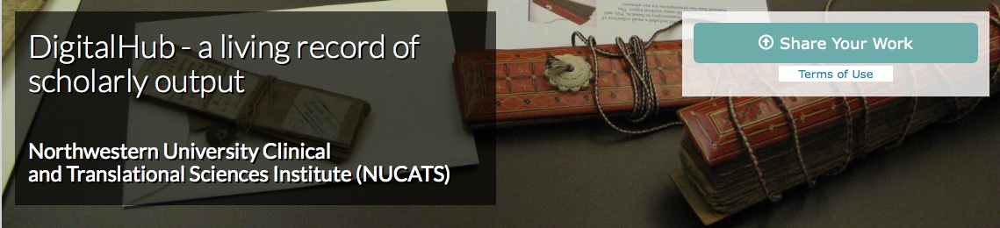 DigitalHub - a living record of
scholarly output
Northwestern University Clinical
and Translational Sciences Institute (NUCATS)
Share Your Work
Terms of Use